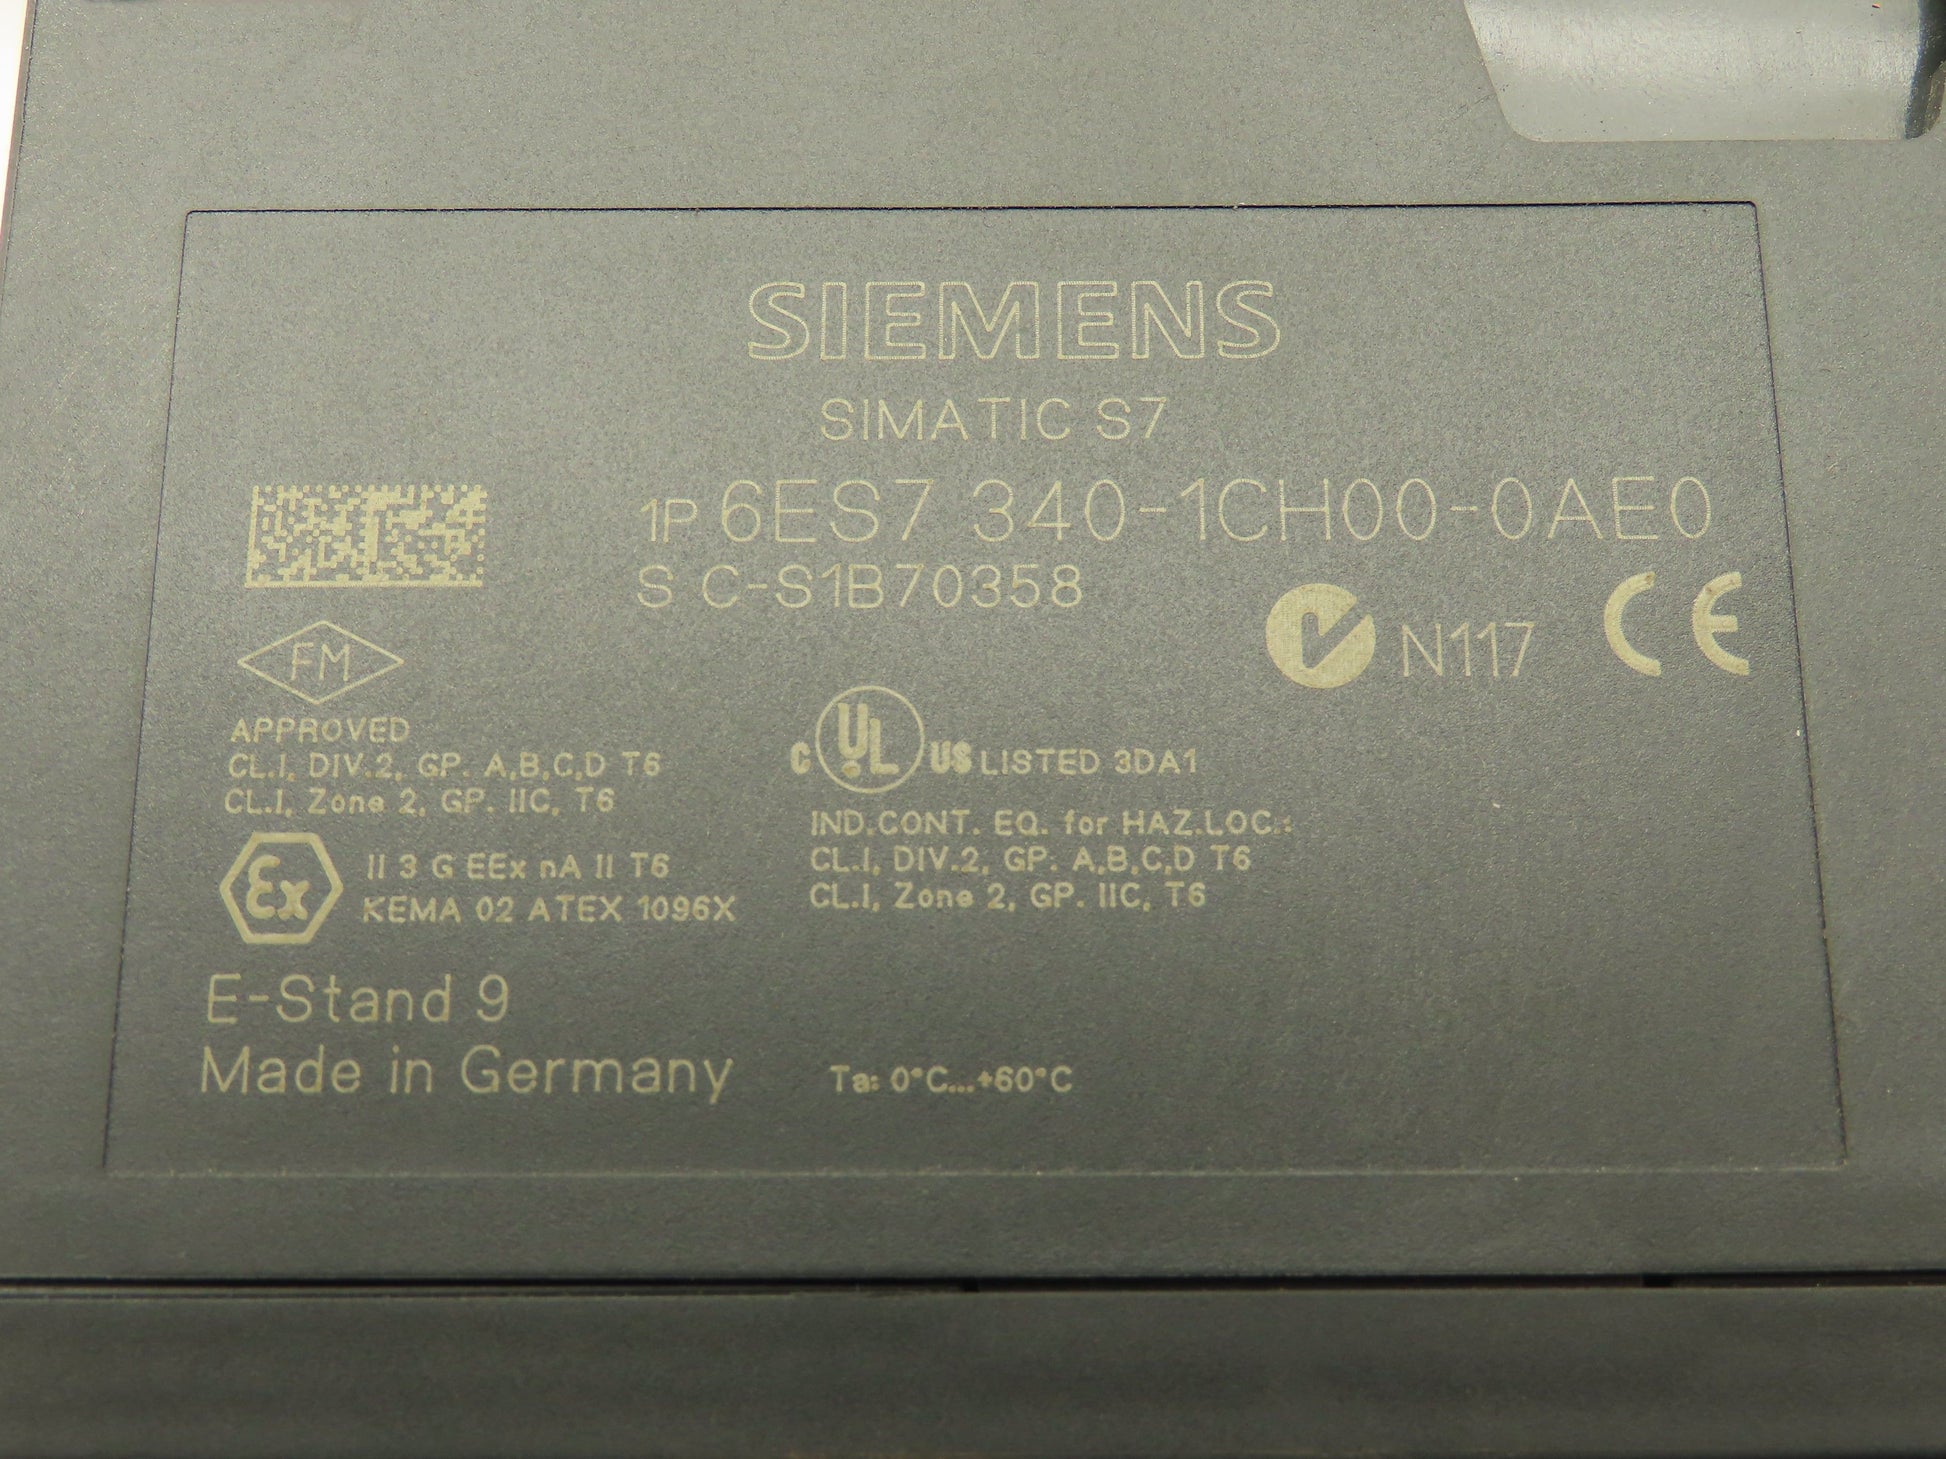 SIEMENS
SIMATIC S7
1P 6ES7 340-1CH00-0AE0
S C-S1B70358
N117 CE
FM
APPROVED
CL.I, DIV.2, GP. A,B,C,D T6
CL.I, Zone 2, GP. IIC, T6
C UL US LISTED 3DA1
IND.CONT. EQ. for HAZ.LOC.:
CL.I, DIV.2, GP. A,B,C,D T6
CL.I, Zone 2, GP. IIC, T6
Ex II 3 G EEx nA II T6
KEMA 02 ATEX 1096X
E-Stand 9
Made in Germany
Ta: 0°C...+60°C